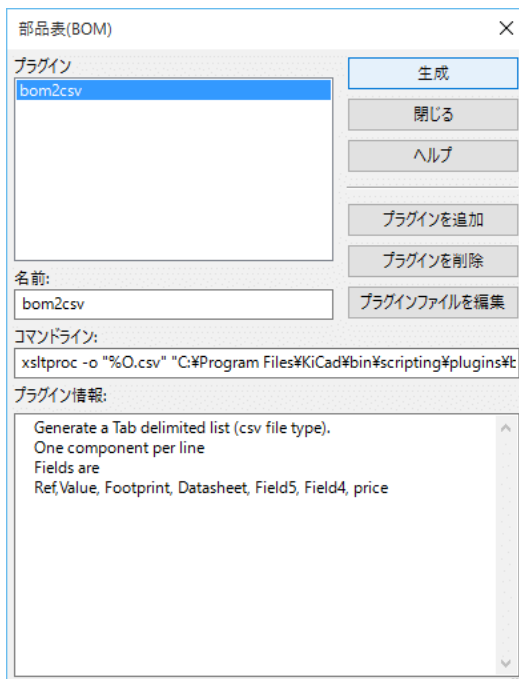 部品表(BOM)
プラグイン
bom2csv
生成
閉じる
ヘルプ
プラグインを追加
プラグインを削除
プラグインファイルを編集
名前:
bom2csv
コマンドライン:
xsltproc -o "%O.csv" "C:¥Program Files¥KiCad¥bin¥scripting¥plugins¥b
プラグイン情報:
Generate a Tab delimited list (csv file type).
One component per line
Fields are
Ref,Value, Footprint, Datasheet, Field5, Field4, price